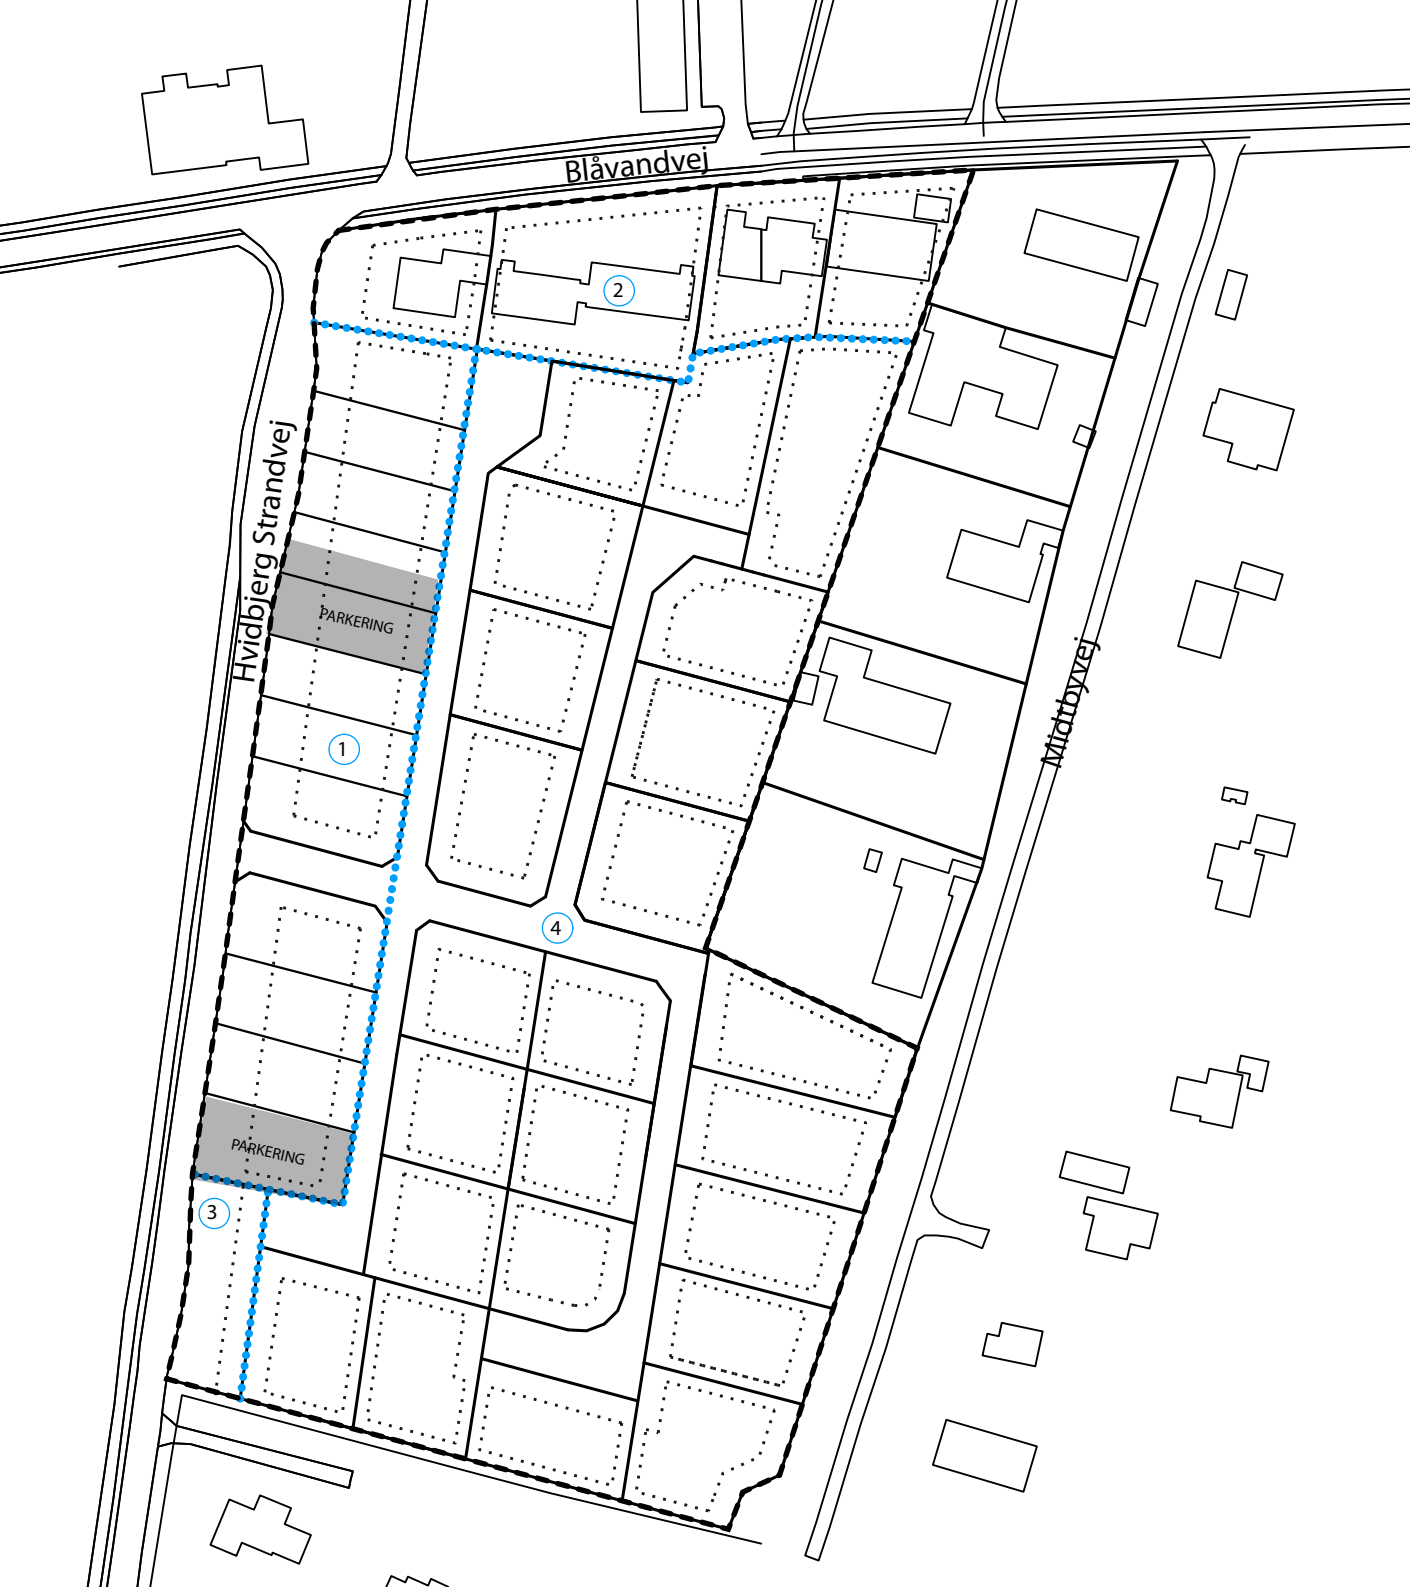 Blåvandvej
2
Hvidbjerg Strandvej
PARKERING
Midtbyvej
1
4
PARKERING
3